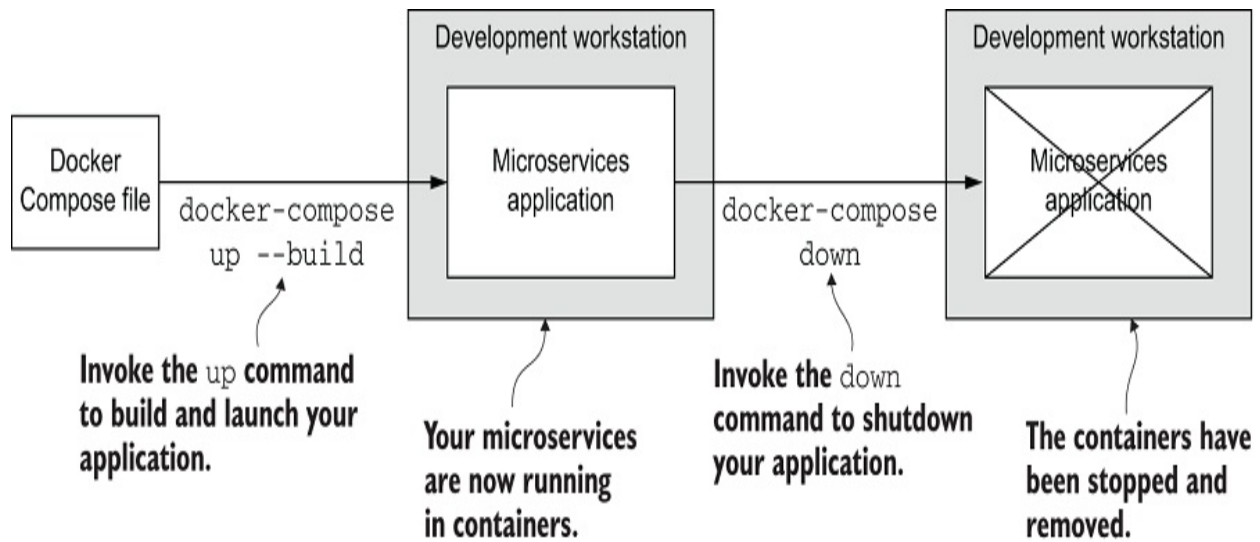 Docker
Compose file
docker-compose
up --build
Development workstation
Microservices
application
docker-compose
down
Development workstation
Microservices
application
Invoke the up command
to build and launch your
application.
Your microservices
are now running
in containers.
Invoke the down
command to shutdown
your application.
The containers have
been stopped and
removed.